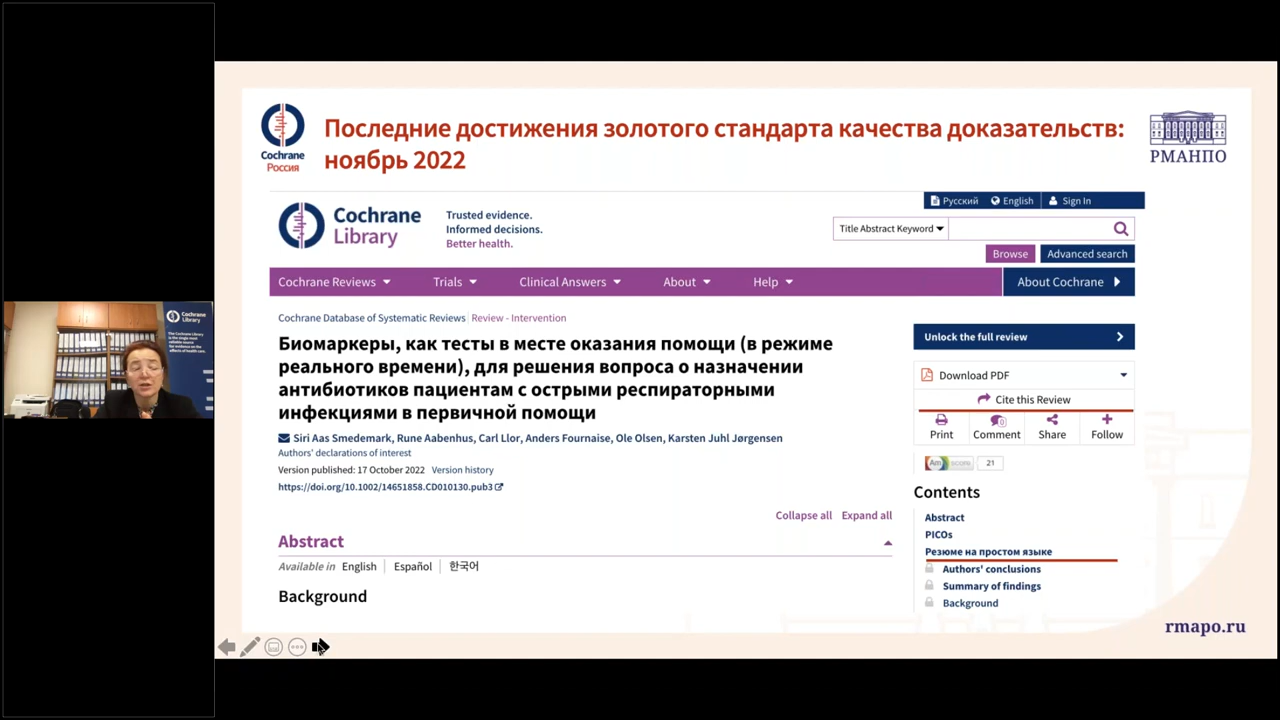 Cochrane
Россия
Последние достижения золотого стандарта качества доказательств:
ноябрь 2022
РМАНПО
Cochrane
Library
Trusted evidence.
Informed decisions.
Better health.
Русский English Sign In
Title Abstract Keyword
Browse Advanced search
Cochrane Reviews Trials Clinical Answers About Help About Cochrane
Cochrane Database of Systematic Reviews Review - Intervention
Биомаркеры, как тесты в месте оказания помощи (в режиме
реального времени), для решения вопроса о назначении
антибиотиков пациентам с острыми респираторными
инфекциями в первичной помощи
Siri Aas Smedemark, Rune Aabenhus, Carl Llor, Anders Fournaise, Ole Olsen, Karsten Juhl Jørgensen
Authors' declarations of interest
Version published: 17 October 2022 Version history
https://doi.org/10.1002/14651858.CD010130.pub3
Collapse all Expand all
Abstract
Available in English Español 한국어
Background
Unlock the full review
Download PDF
Cite this Review
0
Print Comment Share Follow
Am score 21
Contents
Abstract
PICOs
Резюме на простом языке
Authors' conclusions
Summary of findings
Background
rmapo.ru
Cochrane
Library